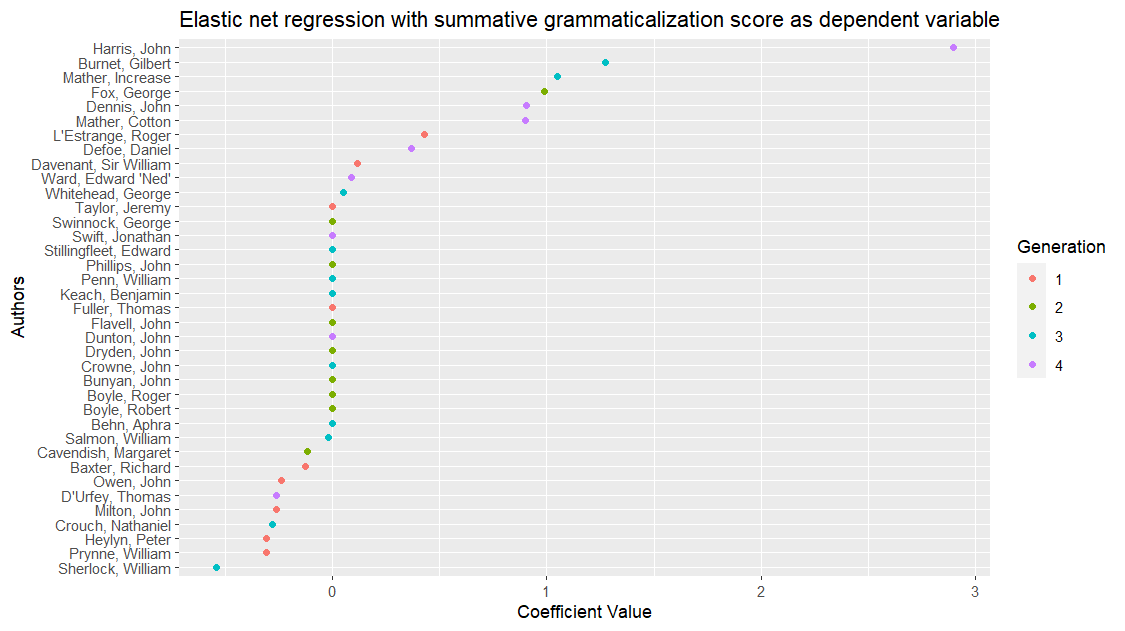 Elastic net regression with summative grammaticalization score as dependent variable
Authors
Harris, John
Burnet, Gilbert
Mather, Increase
Fox, George
Dennis, John
Mather, Cotton
L'Estrange, Roger
Defoe, Daniel
Davenant, Sir William
Ward, Edward 'Ned'
Whitehead, George
Taylor, Jeremy
Swinnock, George
Swift, Jonathan
Stillingfleet, Edward
Phillips, John
Penn, William
Keach, Benjamin
Fuller, Thomas
Flavell, John
Dunton, John
Dryden, John
Crowne, John
Bunyan, John
Boyle, Roger
Boyle, Robert
Behn, Aphra
Salmon, William
Cavendish, Margaret
Baxter, Richard
Owen, John
D'Urfey, Thomas
Milton, John
Crouch, Nathaniel
Heylyn, Peter
Prynne, William
Sherlock, William
0 1 2 3
Coefficient Value
Generation
1
2
3
4